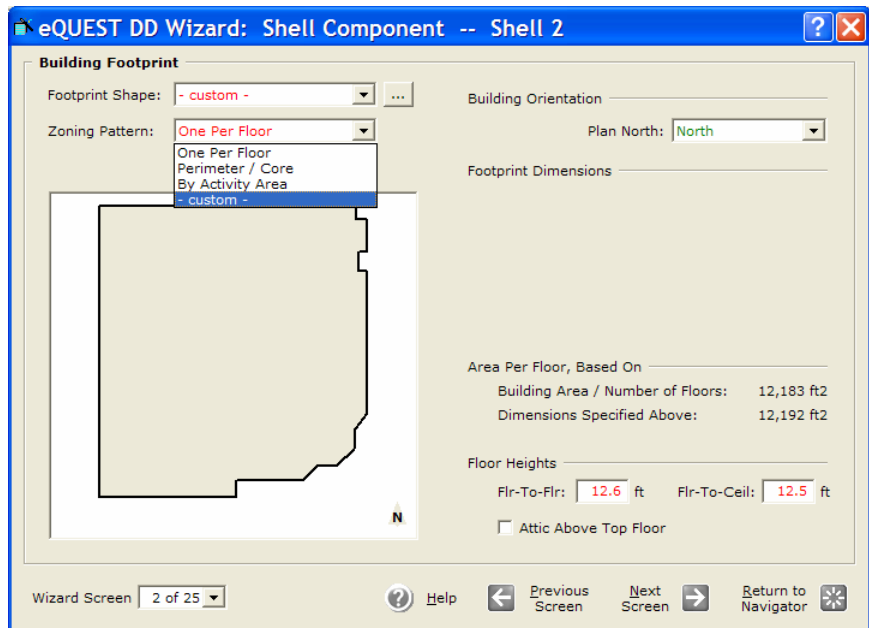 eQUEST DD Wizard: Shell Component -- Shell 2
Building Footprint
Footprint Shape: - custom - ...
Zoning Pattern: One Per Floor
One Per Floor
Perimeter / Core
By Activity Area
- custom -
N
Building Orientation
Plan North: North
Footprint Dimensions
Area Per Floor, Based On
Building Area / Number of Floors: 12,183 ft2
Dimensions Specified Above: 12,192 ft2
Floor Heights
Flr-To-Flr: 12.6 ft Flr-To-Ceil: 12.5 ft
Attic Above Top Floor
Wizard Screen 2 of 25
? Help
Previous Screen
Next Screen
Return to Navigator